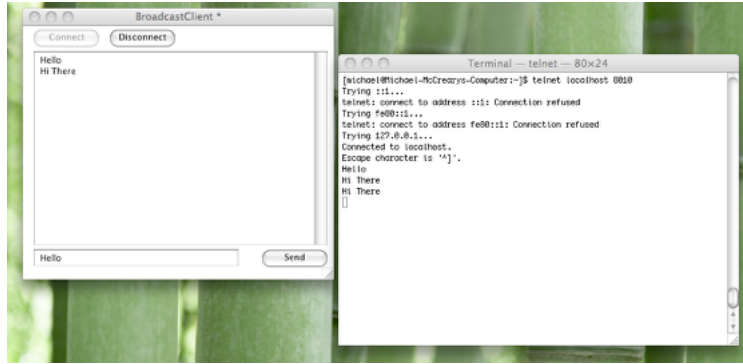 BroadcastClient *
Connect Disconnect
Hello
Hi There
Hello Send
Terminal — telnet — 80×24
[michael@Michael-McCrearys-Computer:~]$ telnet localhost 8010
Trying ::1...
telnet: connect to address ::1: Connection refused
Trying fe80::1...
telnet: connect to address fe80::1: Connection refused
Trying 127.0.0.1...
Connected to localhost.
Escape character is '^]'.
Hello
Hi There
Hi There